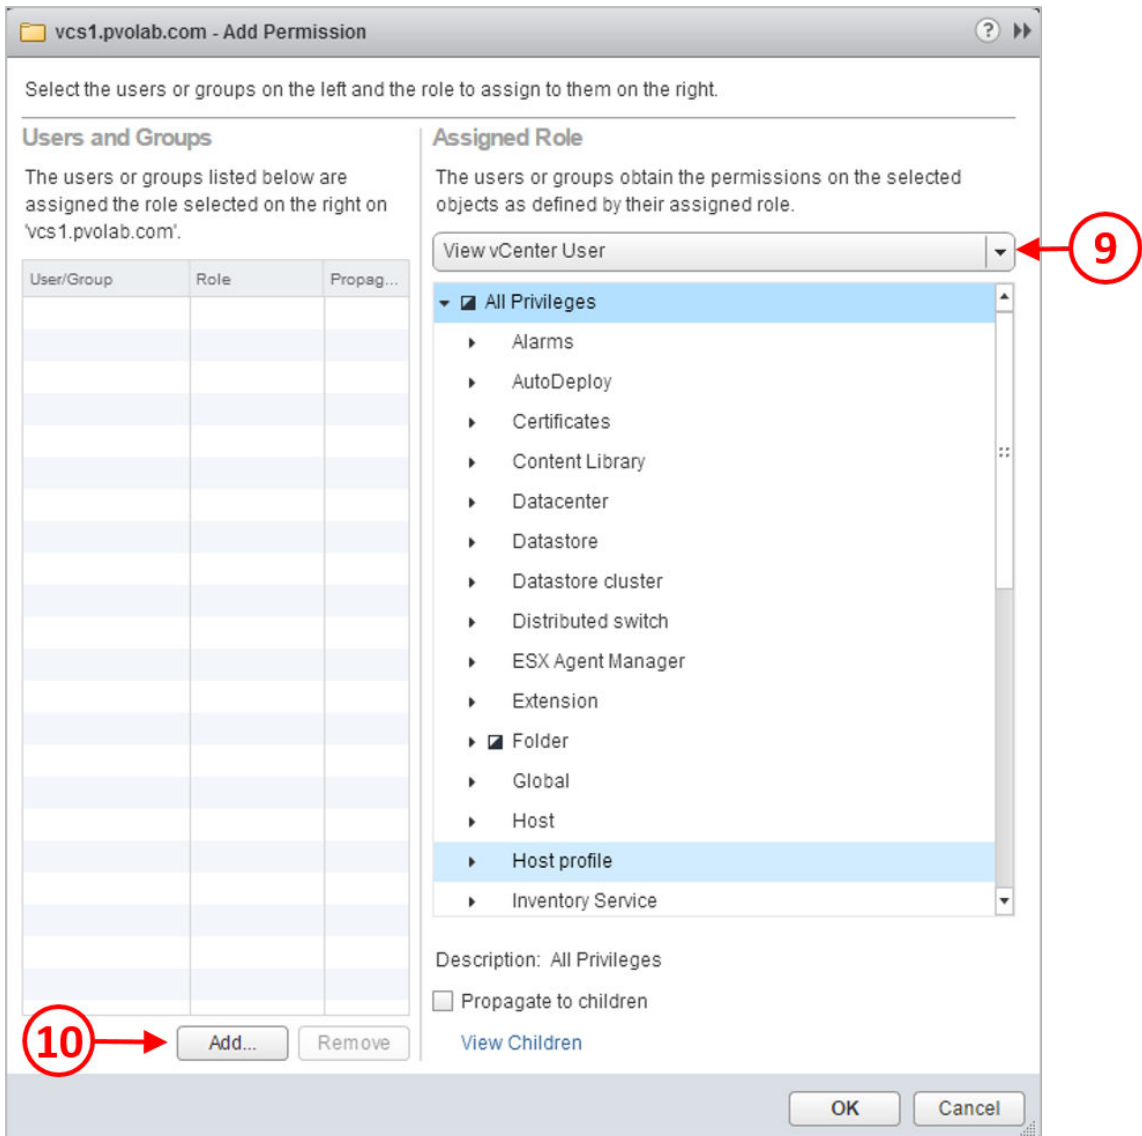 vcs1.pvolab.com - Add Permission
?
Select the users or groups on the left and the role to assign to them on the right.
Users and Groups
The users or groups listed below are
assigned the role selected on the right on
'vcs1.pvolab.com'.
User/Group Role Propag...
Add... Remove
10
Assigned Role
The users or groups obtain the permissions on the selected
objects as defined by their assigned role.
View vCenter User
9
All Privileges
Alarms
AutoDeploy
Certificates
Content Library
Datacenter
Datastore
Datastore cluster
Distributed switch
ESX Agent Manager
Extension
Folder
Global
Host
Host profile
Inventory Service
Description: All Privileges
Propagate to children
View Children
OK Cancel